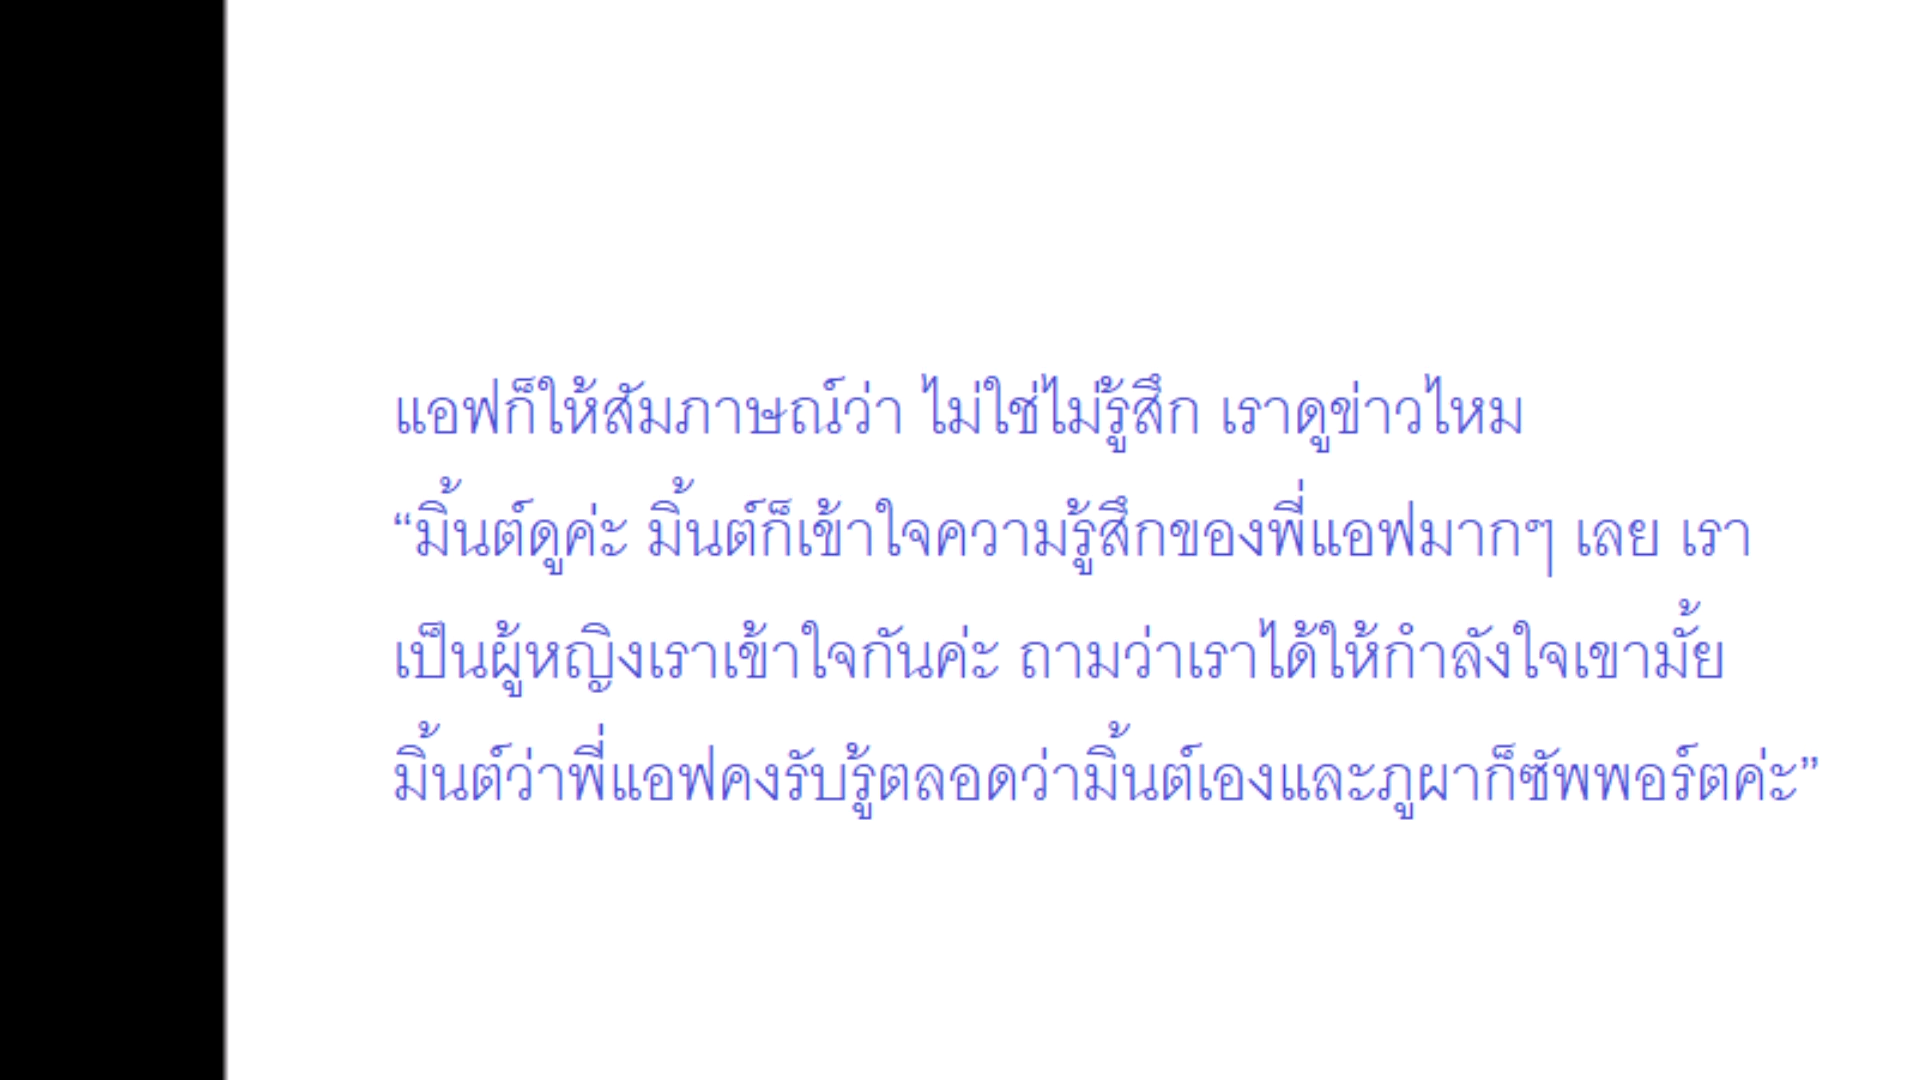 แอฟก็ให้สัมภาษณ์ว่า ไม่ใช่ไม่รู้สึก เราดูข่าวไหม
“มิ้นต์ดูค่ะ มิ้นต์ก็เข้าใจความรู้สึกของพี่แอฟมากๆ เลย เรา
เป็นผู้หญิงเราเข้าใจกันค่ะ ถามว่าเราได้ให้กำลังใจเขามั้ย
มิ้นต์ว่าพี่แอฟคงรับรู้ตลอดว่ามิ้นต์เองและภูผาก็ซัพพอร์ตค่ะ”